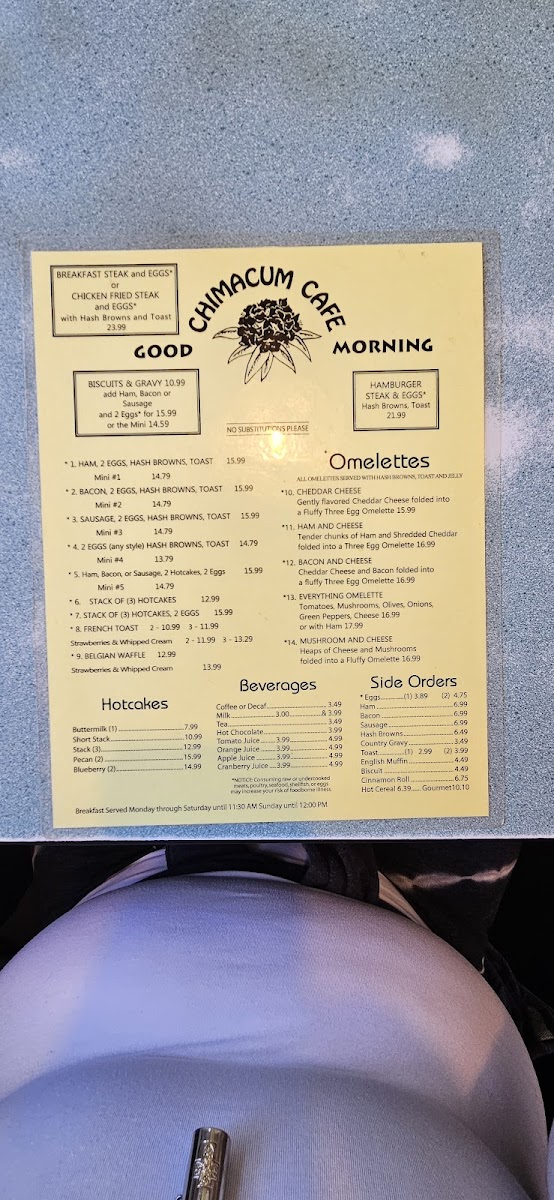 BREAKFAST STEAK and EGGS*
or
CHICKEN FRIED STEAK
and EGGS*
with Hash Browns and Toast
23.99
CHIMACUM CAFE
GOOD MORNING
BISCUITS & GRAVY 10.99
add Ham, Bacon or
Sausage
and 2 Eggs* for 15.99
or the Mini 14.59
HAMBURGER
STEAK & EGGS*
Hash Browns, Toast
21.99
NO SUBSTITUTIONS PLEASE
* 1. HAM, 2 EGGS, HASH BROWNS, TOAST 15.99
Mini #1 14.79
* 2. BACON, 2 EGGS, HASH BROWNS, TOAST 15.99
Mini #2 14.79
* 3. SAUSAGE, 2 EGGS, HASH BROWNS, TOAST 15.99
Mini #3 14.79
* 4. 2 EGGS (any style) HASH BROWNS, TOAST 14.79
Mini #4 13.79
* 5. Ham, Bacon, or Sausage, 2 Hotcakes, 2 Eggs 15.99
Mini #5 14.79
* 6. STACK OF (3) HOTCAKES 12.99
* 7. STACK OF (3) HOTCAKES, 2 EGGS 15.99
* 8. FRENCH TOAST 2 - 10.99 3 - 11.99
Strawberries & Whipped Cream 2 - 11.99 3 - 13.29
* 9. BELGIAN WAFFLE 12.99
Strawberries & Whipped Cream 13.99
Omelettes
ALL OMELETTES SERVED WITH HASH BROWNS, TOAST AND JELLY
*10. CHEDDAR CHEESE
Gently flavored Cheddar Cheese folded into
a Fluffy Three Egg Omelette 15.99
*11. HAM AND CHEESE
Tender chunks of Ham and Shredded Cheddar
folded into a Three Egg Omelette 16.99
*12. BACON AND CHEESE
Cheddar Cheese and Bacon folded into
a fluffy Three Egg Omelette 16.99
*13. EVERYTHING OMELETTE
Tomatoes, Mushrooms, Olives, Onions,
Green Peppers, Cheese 16.99
or with Ham 17.99
*14. MUSHROOM AND CHEESE
Heaps of Cheese and Mushrooms
folded into a Fluffy Omelette 16.99
Hotcakes
Buttermilk (1) 7.99
Short Stack 10.99
Stack (3) 12.99
Pecan (2) 15.99
Blueberry (2) 14.99
Beverages
Coffee or Decaf 3.49
Milk 3.00 & 3.99
Tea 3.49
Hot Chocolate 3.99
Tomato Juice 3.99 4.99
Orange Juice 3.99 4.99
Apple Juice 3.99 4.99
Cranberry Juice 3.99 4.99
*NOTICE: Consuming raw or undercooked
meats, poultry, seafood, shellfish, or eggs
may increase your risk of foodborne illness.
Side Orders
* Eggs (1) 3.89 (2) 4.75
Ham 6.99
Bacon 6.99
Sausage 6.99
Hash Browns 6.49
Country Gravy 3.49
Toast (1) 2.99 (2) 3.99
English Muffin 4.49
Biscuit 4.49
Cinnamon Roll 6.75
Hot Cereal 6.39 Gourmet 10.10
Breakfast Served Monday through Saturday until 11:30 AM Sunday until 12:00 PM